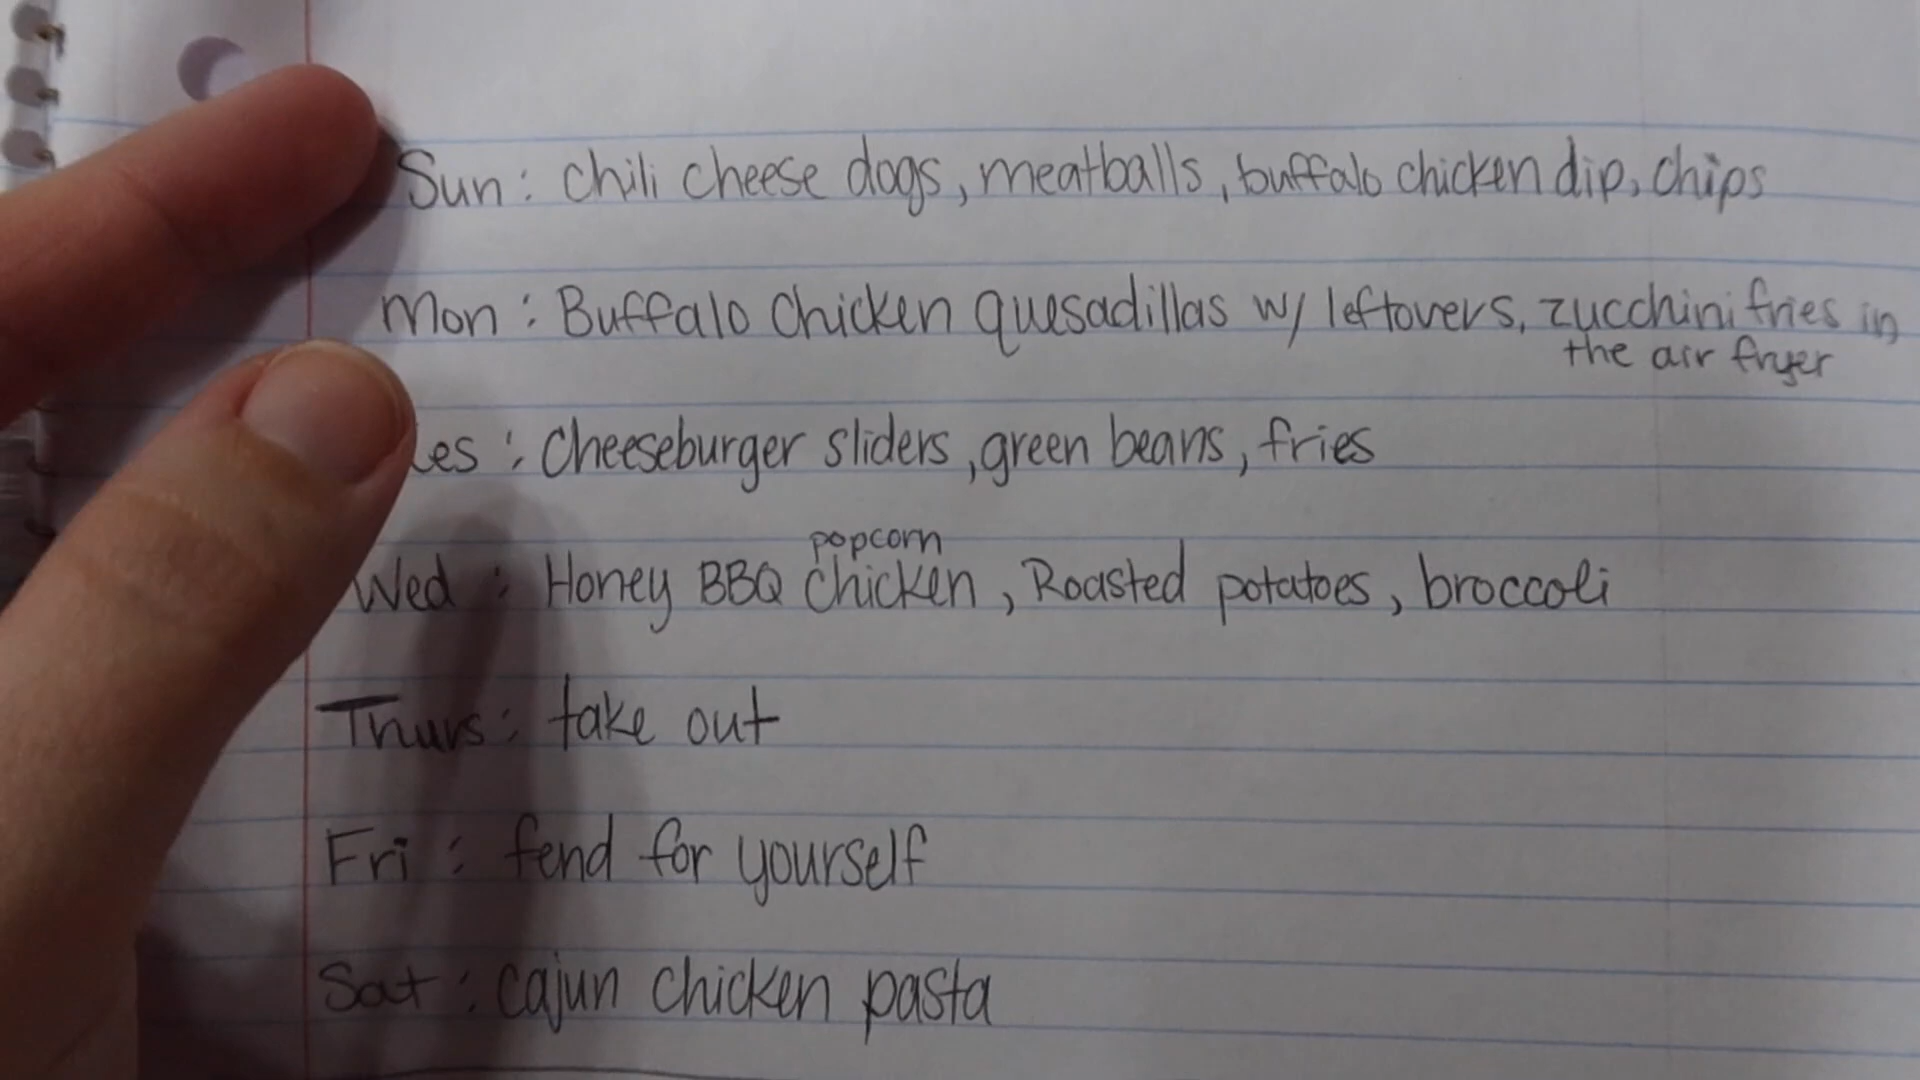 Sun: chili cheese dogs, meatballs, buffalo chicken dip, chips
Mon: Buffalo Chicken quesadillas w/ leftovers, zucchini fries in
the air fryer
es: Cheeseburger sliders, green beans, fries
popcorn
Wed: Honey BBQ chicken, Roasted potatoes, broccoli
Thurs: take out
Fri: fend for yourself
Sat: cajun chicken pasta